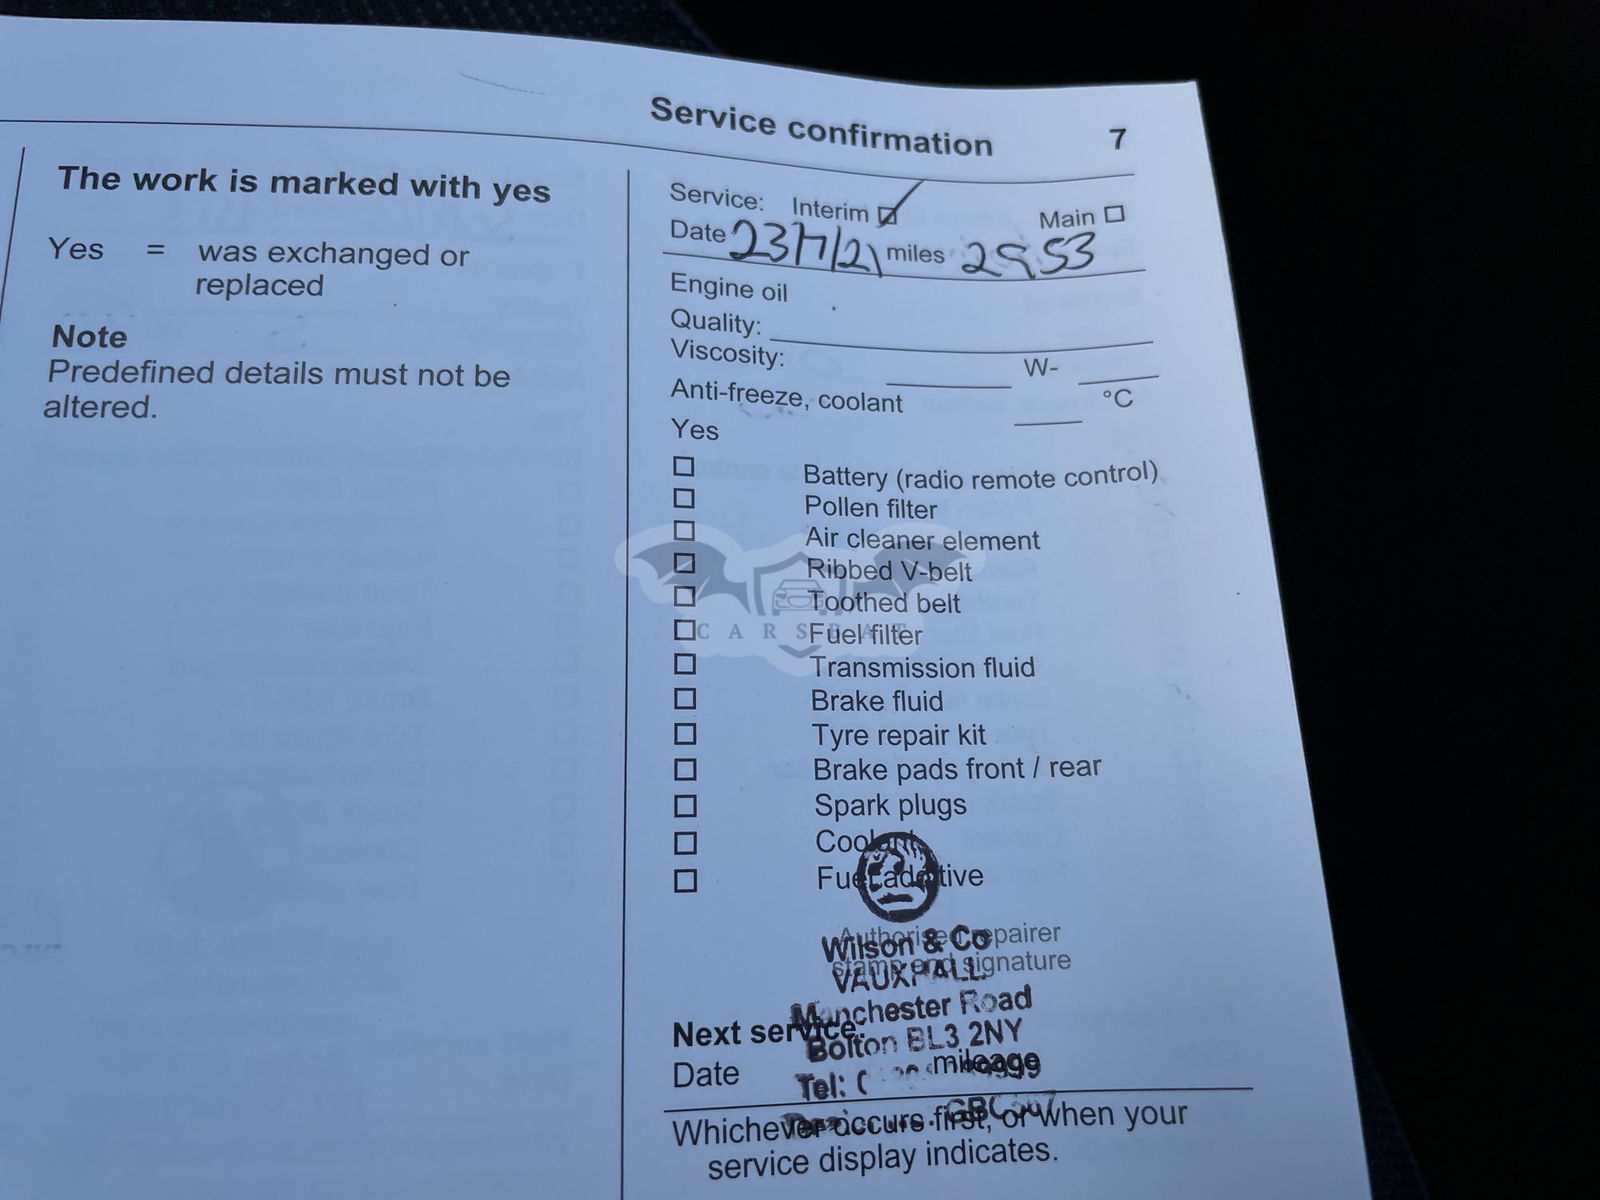 Service confirmation 7
The work is marked with yes
Yes = was exchanged or
replaced
Note
Predefined details must not be
altered.
Service: Interim Main
Date 23/7/21 miles 2953
Engine oil
Quality:
Viscosity: W-
Anti-freeze, coolant °C
Yes
Battery (radio remote control)
Pollen filter
Air cleaner element
Ribbed V-belt
Toothed belt
Fuel filter
Transmission fluid
Brake fluid
Tyre repair kit
Brake pads front / rear
Spark plugs
Coolant
Fuel additive
Authorised repairer
stamp and signature
Wilson & Co
VAUXHALL
Manchester Road
Bolton BL3 2NY
Tel:
Next service:
Date mileage
Whichever occurs first, or when your
service display indicates.
CARSBAT